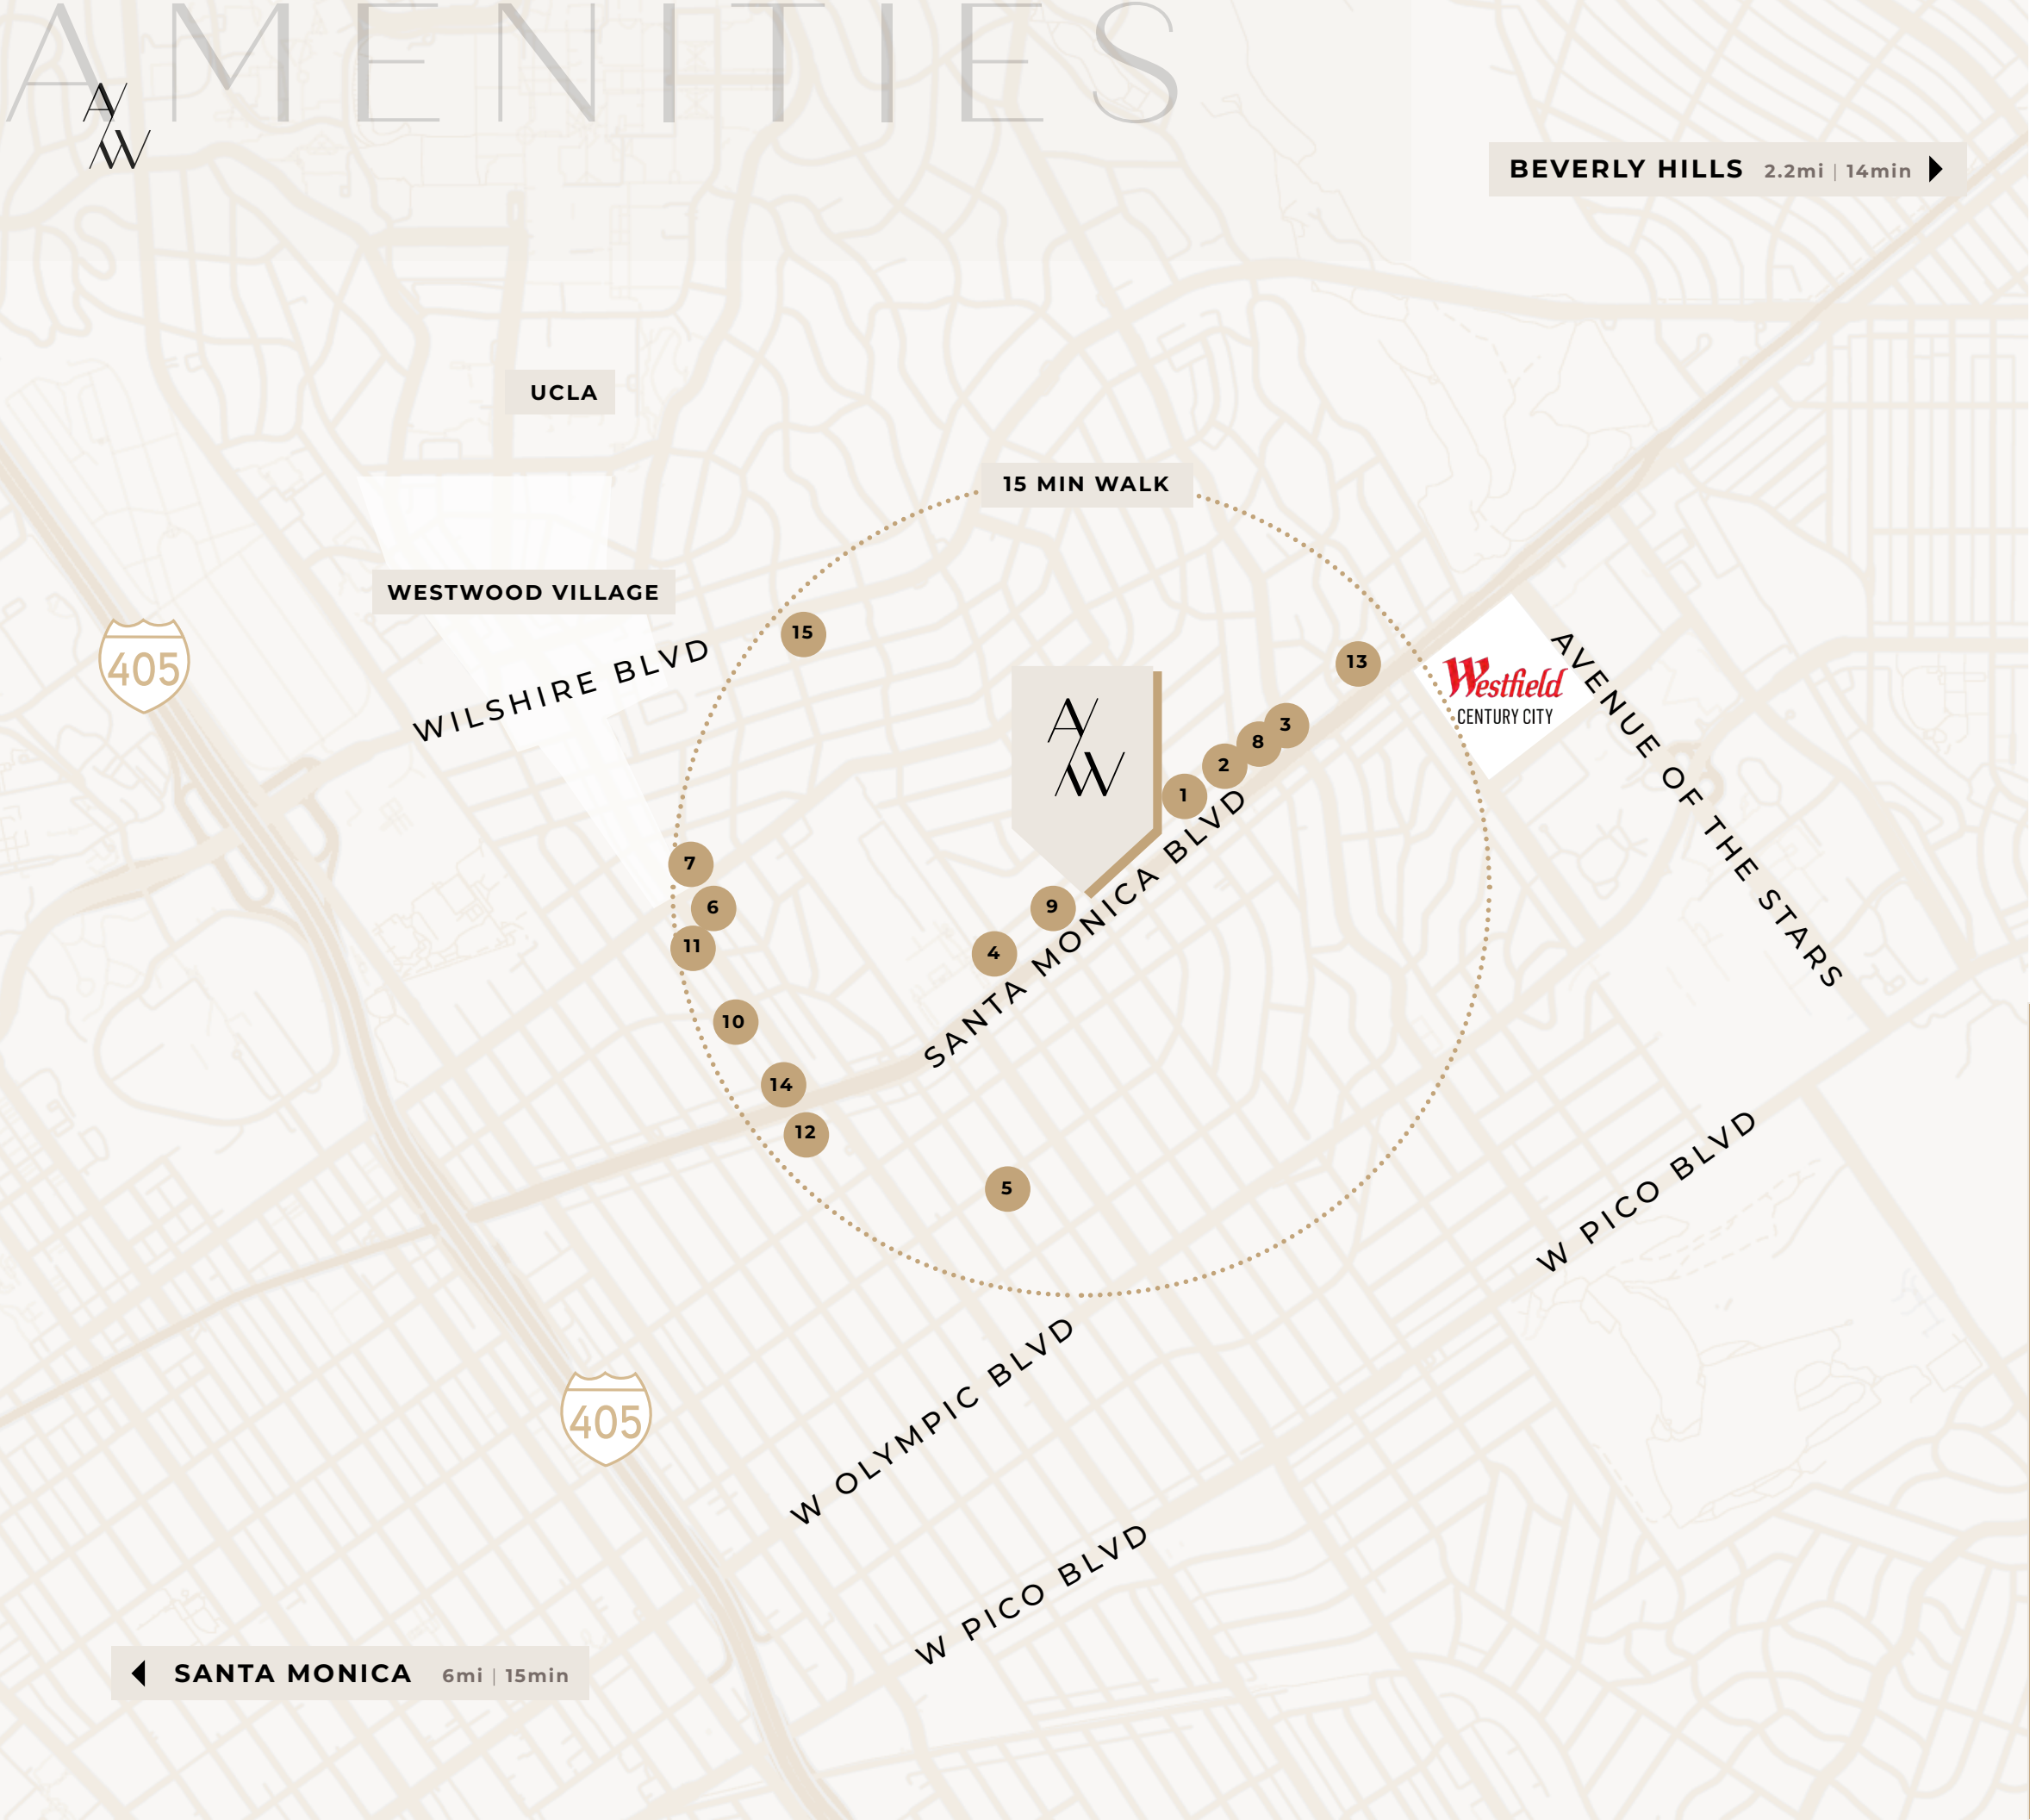 AMENITIES
AW
BEVERLY HILLS 2.2mi | 14min
UCLA
15 MIN WALK
WESTWOOD VILLAGE
WILSHIRE BLVD
405
15
13
Westfield
CENTURY CITY
AVENUE OF THE STARS
AW
3
8
2
1
7
6
11
9
4
SANTA MONICA BLVD
10
14
12
5
W PICO BLVD
405
W OLYMPIC BLVD
W PICO BLVD
SANTA MONICA 6mi | 15min